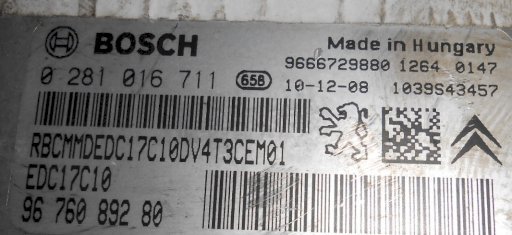 BOSCH
Made in Hungary
9666729880 1264 0147
0 281 016 711 658
10-12-08 1039S43457
RBCMMDEDC17C10DV4T3CEM01
EDC17C10
96 760 892 80